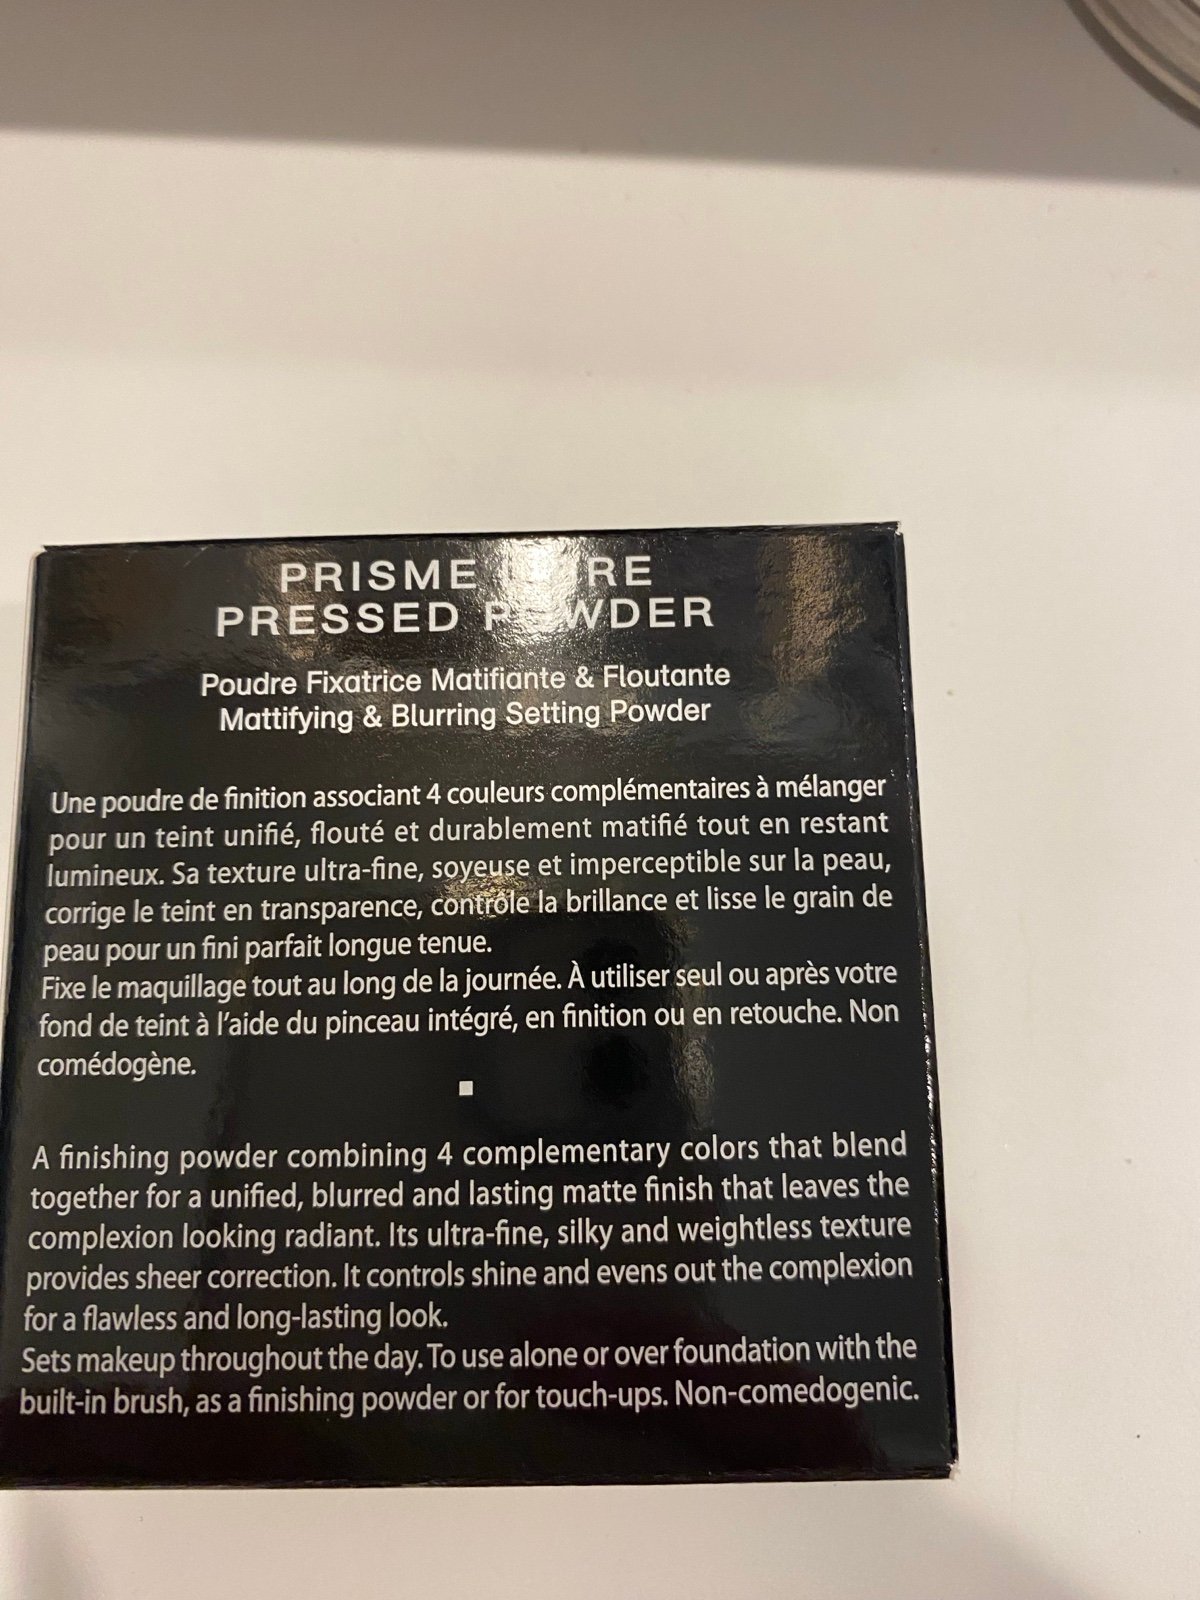 PRISME
PRESSED POWDER
Poudre Fixatrice Matifiante & Floutante
Mattifying & Blurring Setting Powder
Une poudre de finition associant 4 couleurs complémentaires à mélanger
pour un teint unifié, flouté et durablement matifié tout en restant
lumineux. Sa texture ultra-fine, soyeuse et imperceptible sur la peau,
corrige le teint en transparence, contrôle la brillance et lisse le grain de
peau pour un fini parfait longue tenue.
Fixe le maquillage tout au long de la journée. À utiliser seul ou après votre
fond de teint à l'aide du pinceau intégré, en finition ou en retouche. Non
comédogène.
A finishing powder combining 4 complementary colors that blend
together for a unified, blurred and lasting matte finish that leaves the
complexion looking radiant. Its ultra-fine, silky and weightless texture
provides sheer correction. It controls shine and evens out the complexion
for a flawless and long-lasting look.
Sets makeup throughout the day. To use alone or over foundation with the
built-in brush, as a finishing powder or for touch-ups. Non-comedogenic.